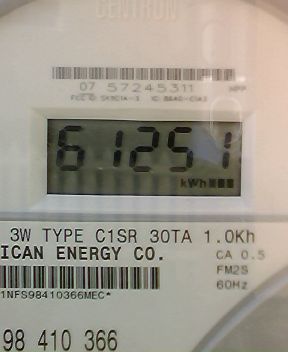 CENTRON
07 57245311
61251
kWh
3W TYPE C1SR 30TA 1.0Kh
ICAN ENERGY CO. CA 0.5
FM2S
1NFS98410366MEC* 60Hz
98 410 366